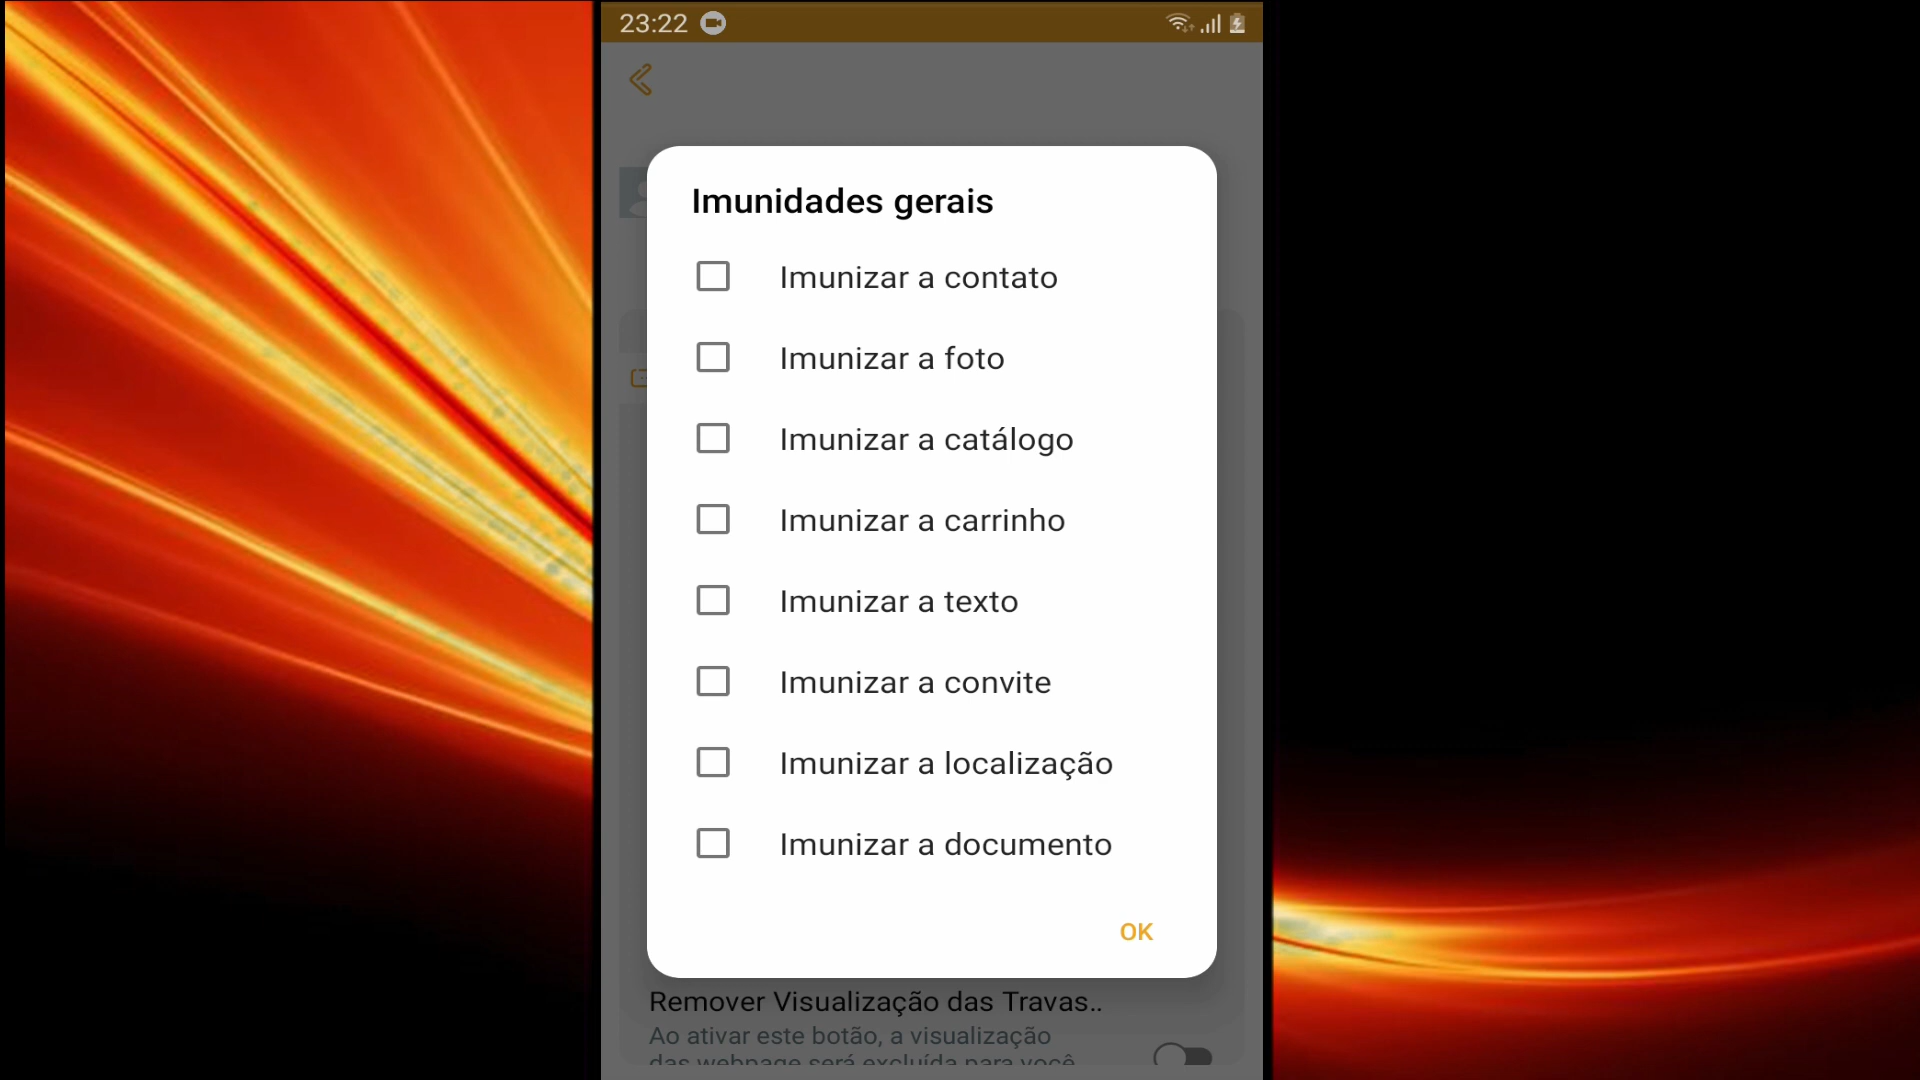 23:22
Imunidades gerais
Imunizar a contato
Imunizar a foto
Imunizar a catálogo
Imunizar a carrinho
Imunizar a texto
Imunizar a convite
Imunizar a localização
Imunizar a documento
OK
Remover Visualização das Travas..
Ao ativar este botão, a visualização
das webpage será excluída para você